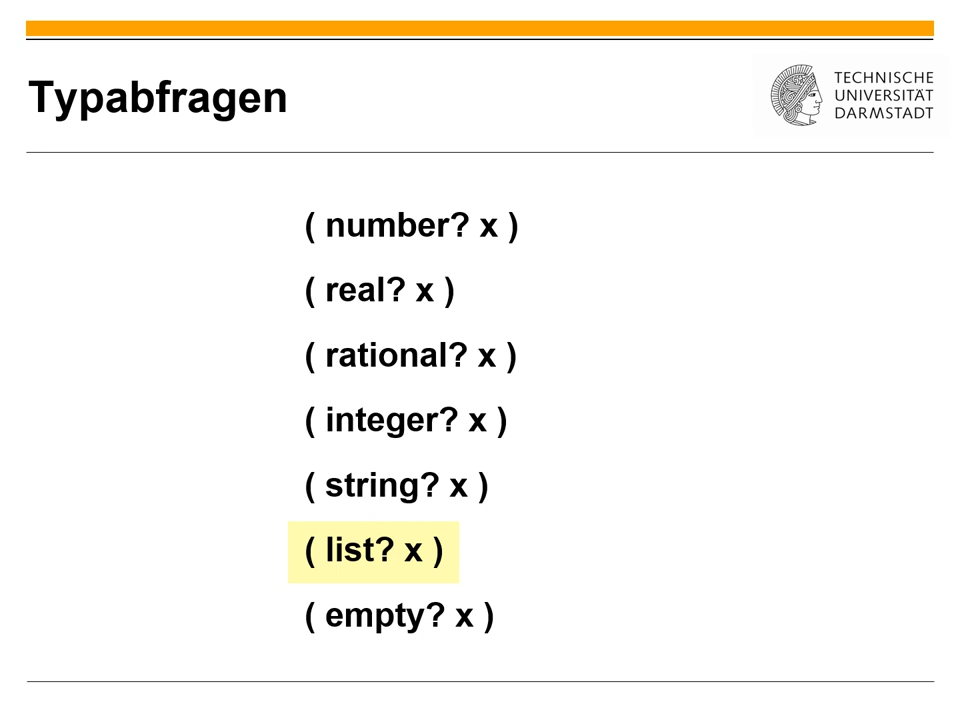 Typabfragen
TECHNISCHE
UNIVERSITÄT
DARMSTADT
( number? x )
( real? x )
( rational? x )
( integer? x )
( string? x )
( list? x )
( empty? x )